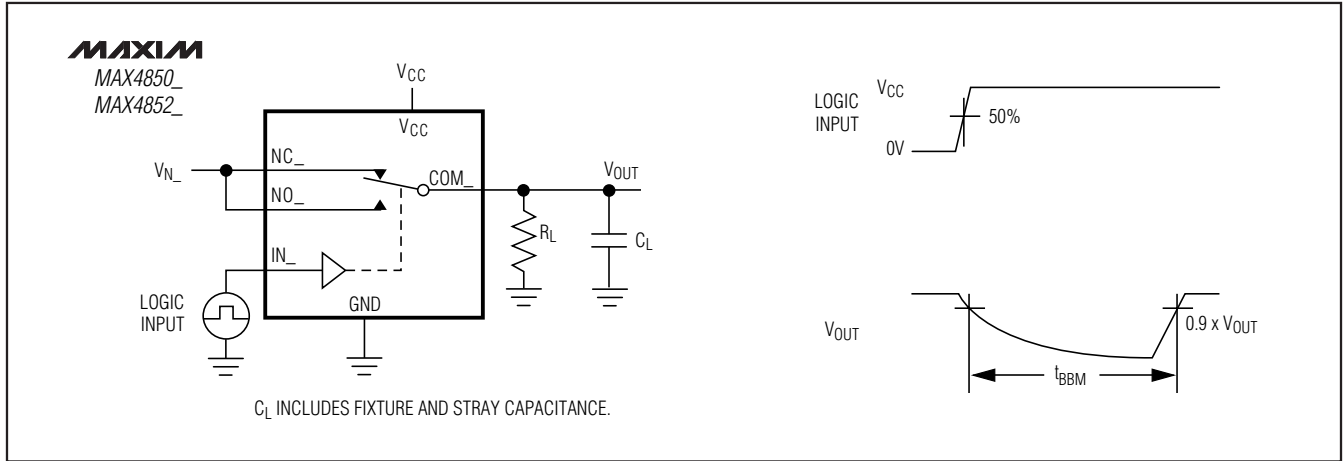 MAXIM
MAX4850_
MAX4852_
VCC
VCC
VN_
NC_
NO_
COM_
VOUT
RL
CL
IN_
LOGIC
INPUT
GND
CL INCLUDES FIXTURE AND STRAY CAPACITANCE.
LOGIC
INPUT
VCC
50%
0V
VOUT
0.9 x VOUT
tBBM